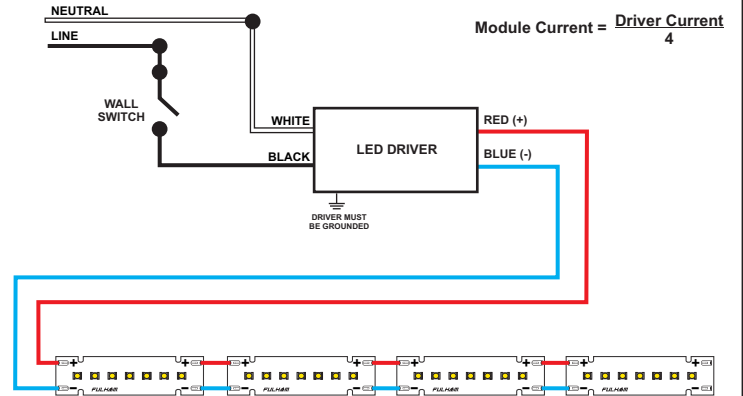 NEUTRAL
LINE
Module Current = Driver Current
4
WALL
SWITCH
WHITE
BLACK
LED DRIVER
RED (+)
BLUE (-)
DRIVER MUST
BE GROUNDED
+ + + + + + + +
- - - - - - - -
FULHAM FULHAM FULHAM FULHAM